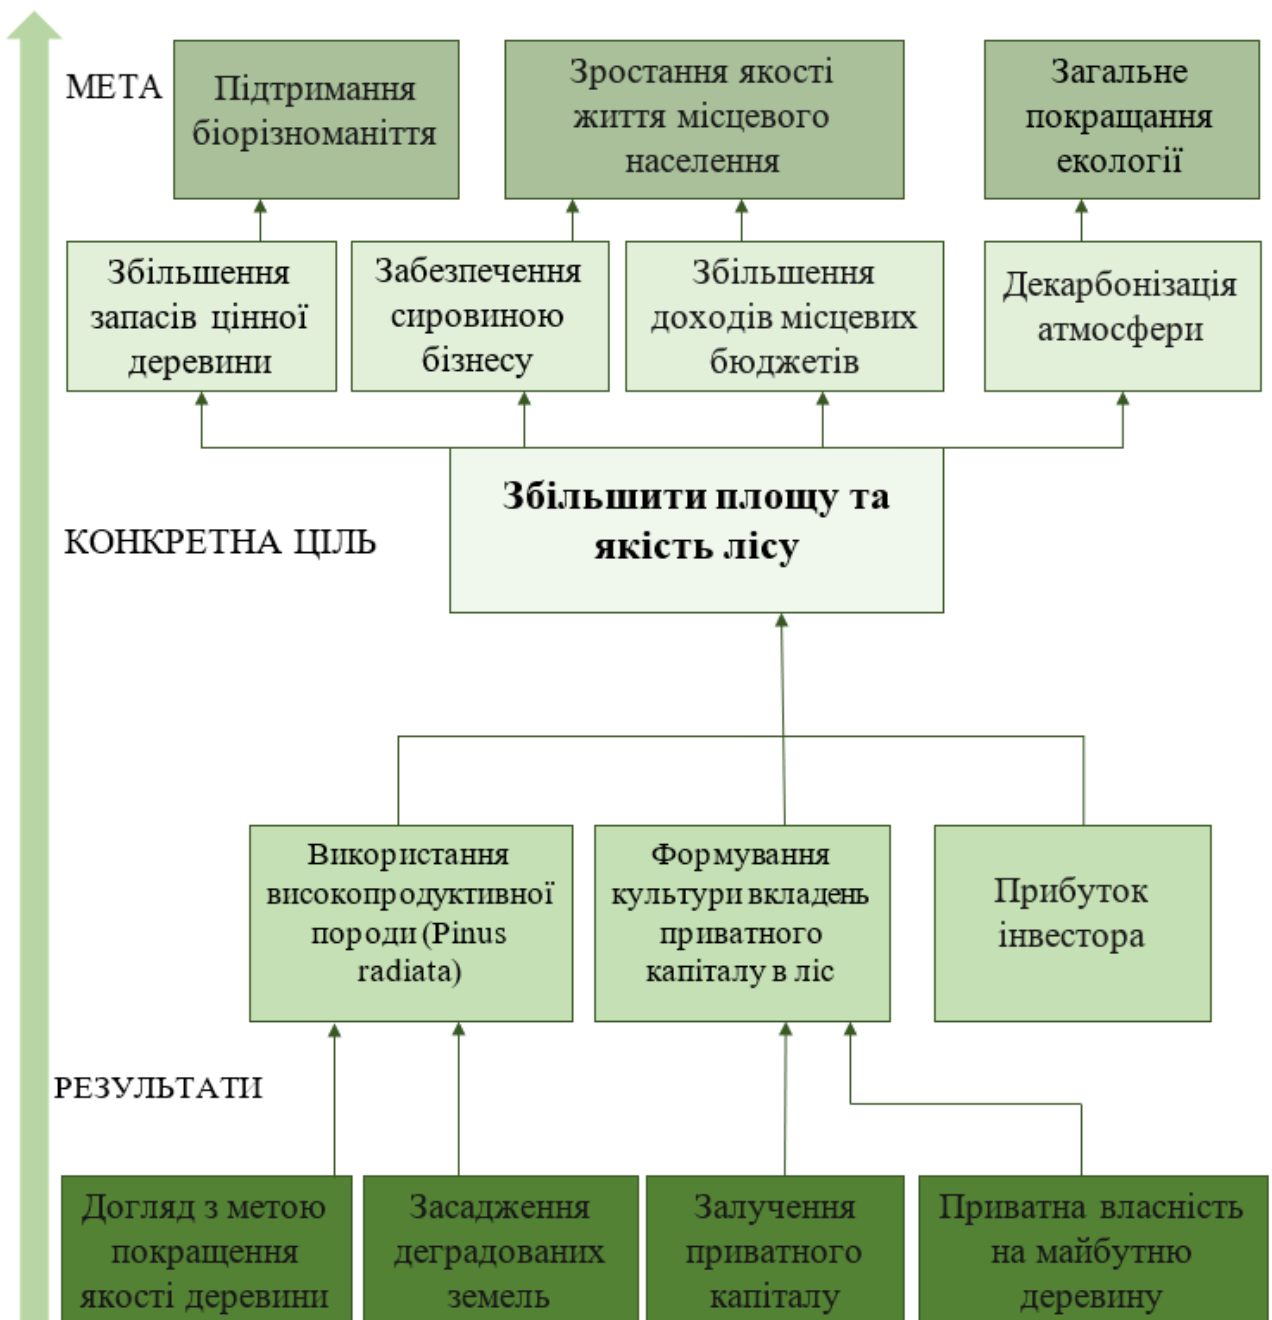 МЕТА
Підтримання
біорізноманіття
Зростання якості
життя місцевого
населення
Загальне
покращання
екології
Збільшення
запасів цінної
деревини
Забезпечення
сировиною
бізнесу
Збільшення
доходів місцевих
бюджетів
Декарбонізація
атмосфери
КОНКРЕТНА ЦІЛЬ
Збільшити площу та
якість лісу
Використання
високопродуктивної
породи (Pinus
radiata)
Формування
культури вкладень
приватного
капіталу в ліс
Прибуток
інвестора
РЕЗУЛЬТАТИ
Догляд з метою
покращення
якості деревини
Засадження
деградованих
земель
Залучення
приватного
капіталу
Приватна власність
на майбутню
деревину